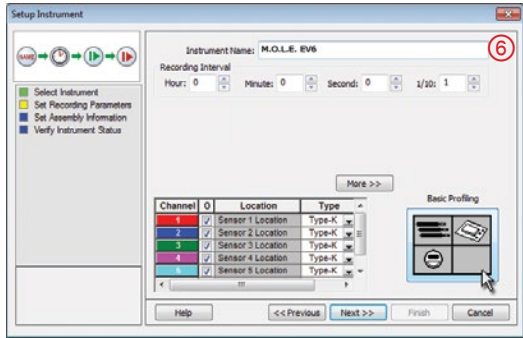 Setup Instrument
6
NAME
Select Instrument
Set Recording Parameters
Set Assembly Information
Verify Instrument Status
Instrument Name: M.O.L.E. EV6
Recording Interval
Hour: 0 Minute: 0 Second: 0 1/10: 1
More >>
Basic Profiling
Channel O Location Type
1 Sensor 1 Location Type-K
2 Sensor 2 Location Type-K
3 Sensor 3 Location Type-K
4 Sensor 4 Location Type-K
5 Sensor 5 Location Type-K
Help << Previous Next >> Finish Cancel